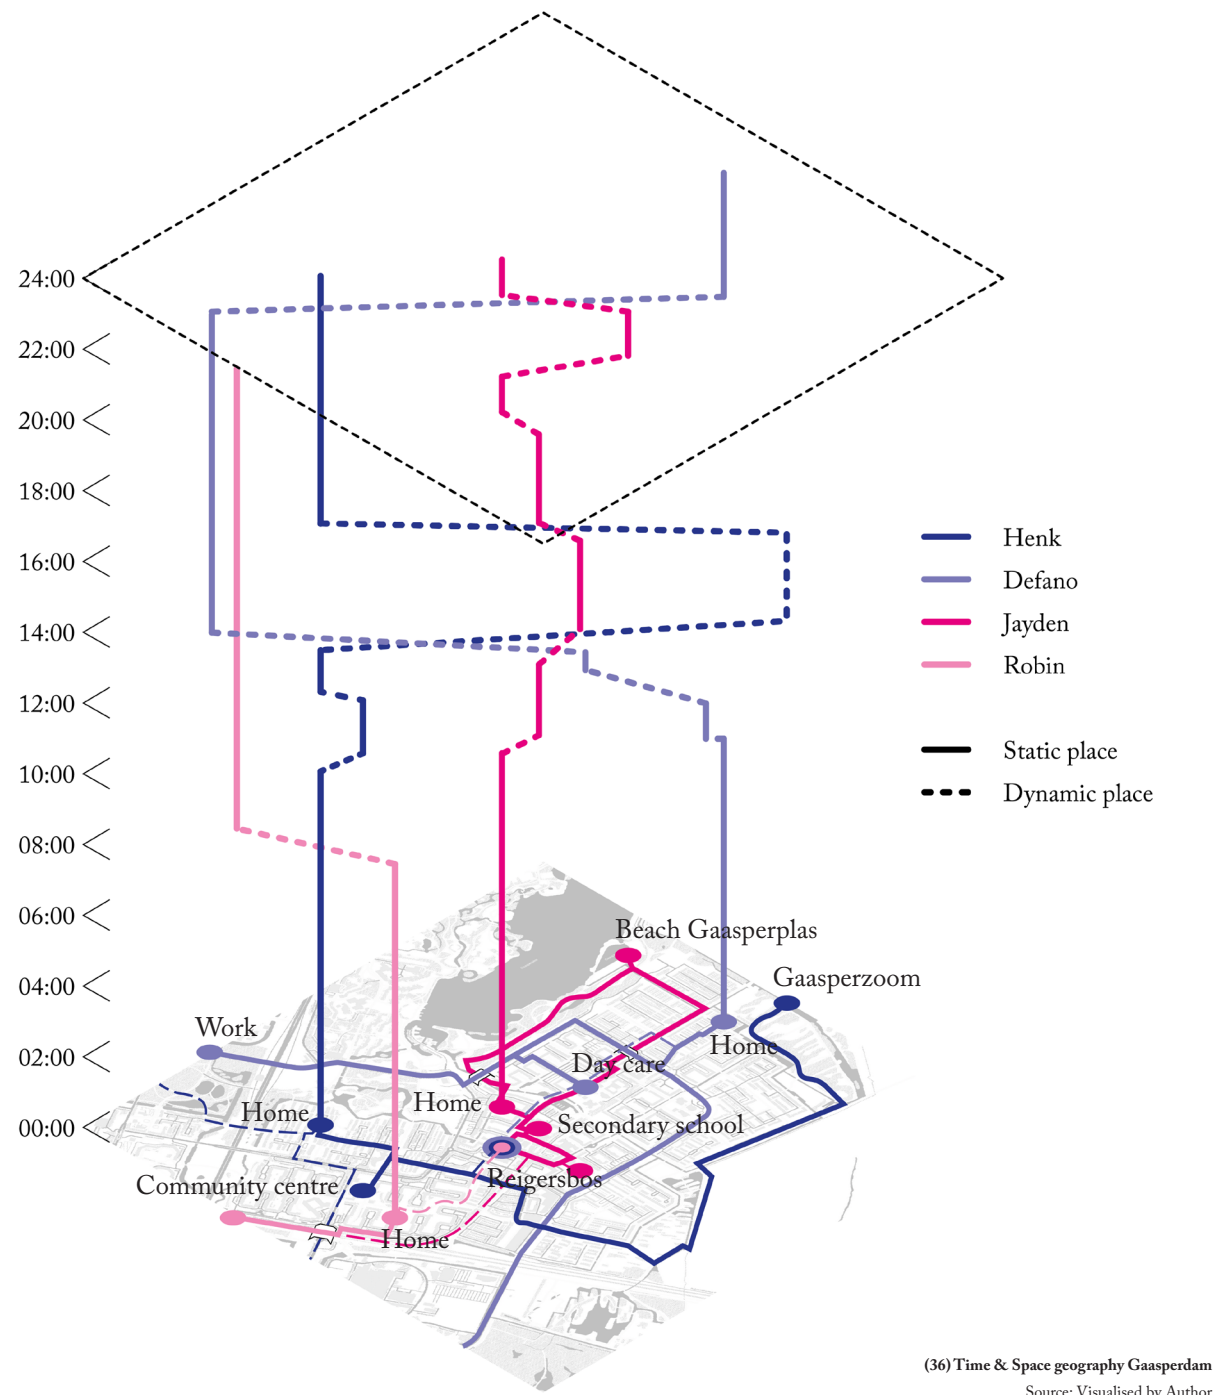 24:00
22:00
20:00
18:00
16:00
14:00
12:00
10:00
08:00
06:00
04:00
02:00
00:00
Henk
Defano
Jayden
Robin
Static place
Dynamic place
Beach Gaasperplas
Gaasperzoom
Work
Home
Day care
Home
Home
Secondary school
Reigersbos
Community centre
Home
(36) Time & Space geography Gaasperdam
Source: Visualised by Author